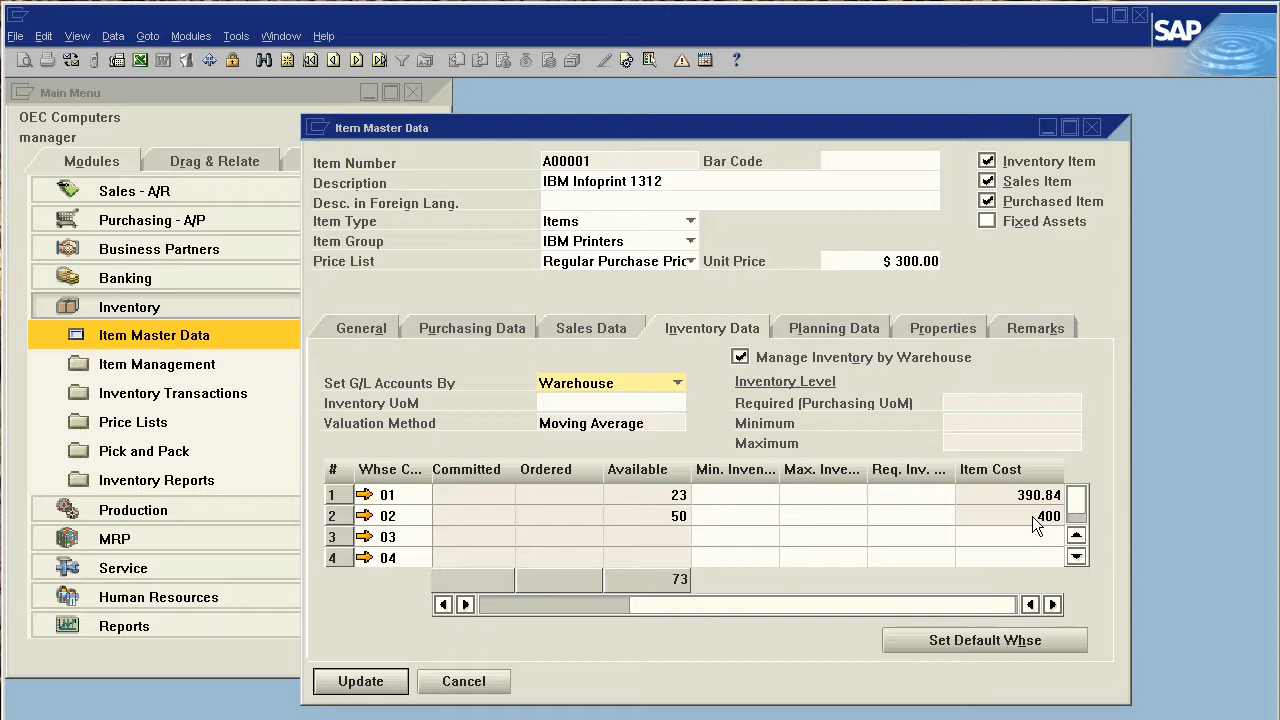 File Edit View Data Goto Modules Tools Window Help
SAP
Main Menu
OEC Computers
manager
Modules Drag & Relate
Sales - A/R
Purchasing - A/P
Business Partners
Banking
Inventory
Item Master Data
Item Management
Inventory Transactions
Price Lists
Pick and Pack
Inventory Reports
Production
MRP
Service
Human Resources
Reports
Item Master Data
Item Number A00001 Bar Code Inventory Item
Description IBM Infoprint 1312 Sales Item
Desc. in Foreign Lang. Purchased Item
Item Type Items Fixed Assets
Item Group IBM Printers
Price List Regular Purchase Pric Unit Price $ 300.00
General Purchasing Data Sales Data Inventory Data Planning Data Properties Remarks
Manage Inventory by Warehouse
Set G/L Accounts By Warehouse Inventory Level
Inventory UoM Required (Purchasing UoM)
Valuation Method Moving Average Minimum
Maximum
# Whse C... Committed Ordered Available Min. Inven... Max. Inve... Req. Inv. ... Item Cost
1 01 23 390.84
2 02 50 400
3 03
4 04
73
Set Default Whse
Update Cancel